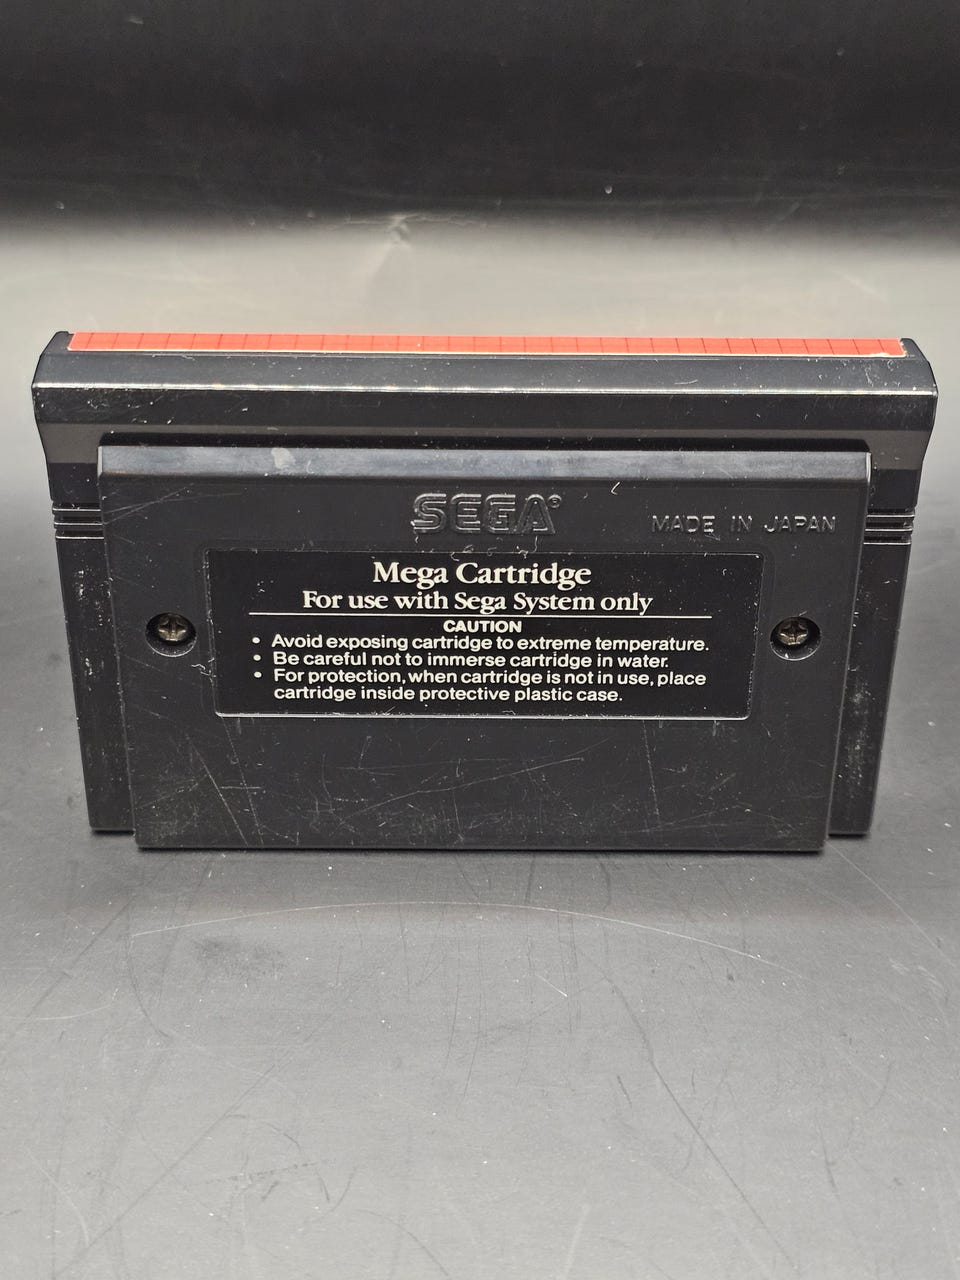 SEGA®
MADE IN JAPAN
Mega Cartridge
For use with Sega System only
CAUTION
• Avoid exposing cartridge to extreme temperature.
• Be careful not to immerse cartridge in water.
• For protection, when cartridge is not in use, place
cartridge inside protective plastic case.